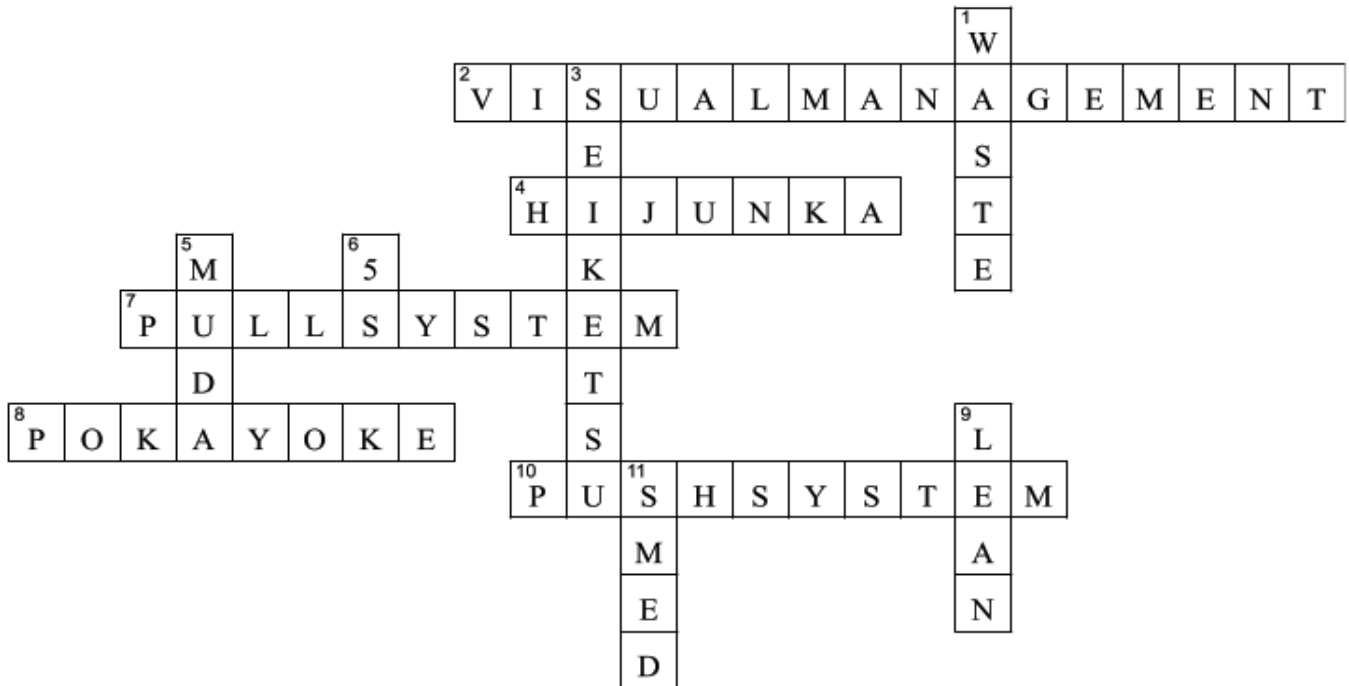 1
W
2 V I 3 S U A L M A N A G E M E N T
E S
4 H I J U N K A T
5 M 6 5 K E
7 P U L L S Y S T E M
D T
8 P O K A Y O K E S 9 L
10 P U 11 S H S Y S T E M
M A
E N
D